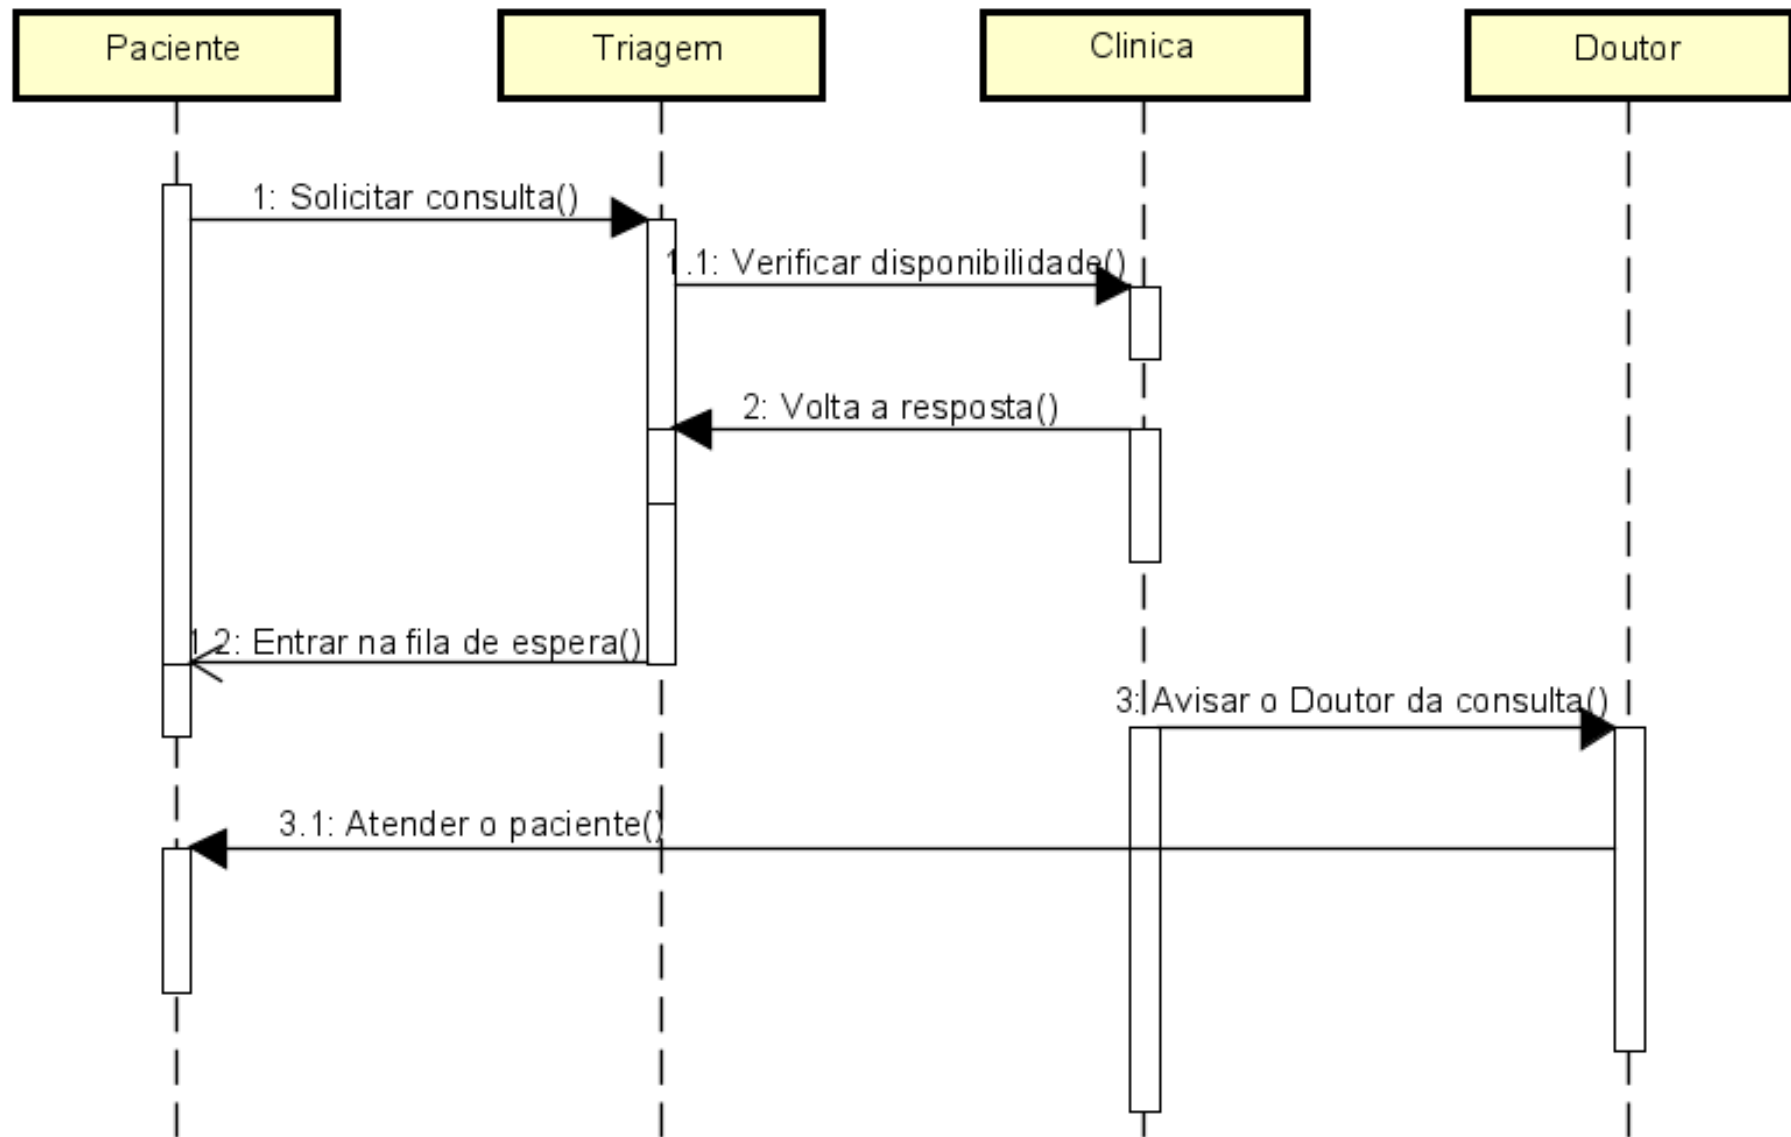 Paciente
Triagem
Clinica
Doutor
1: Solicitar consulta()
1.1: Verificar disponibilidade()
2: Volta a resposta()
1.2: Entrar na fila de espera()
3: Avisar o Doutor da consulta()
3.1: Atender o paciente()